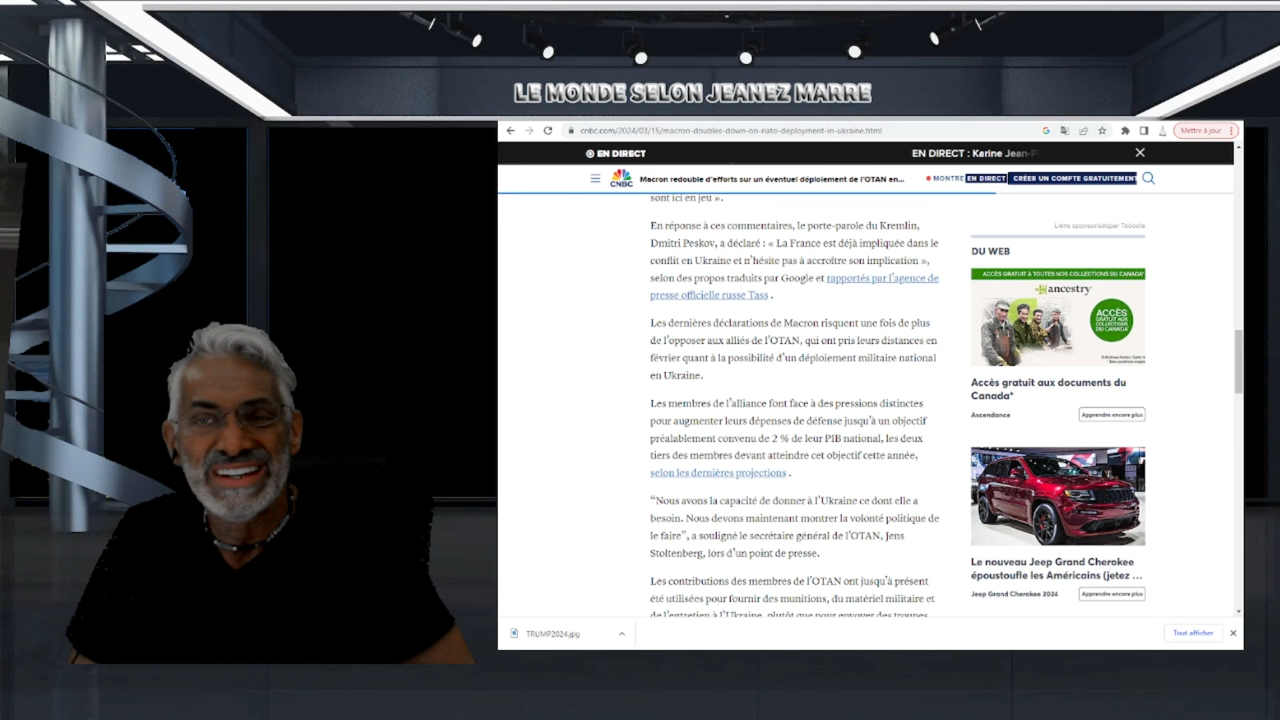 LE MONDE SELON JEANEZ MARRE
cnbc.com/2024/03/15/macron-doubles-down-on-nato-deployment-in-ukraine.html
Mettre à jour
EN DIRECT
EN DIRECT : Karine Jean-P
CNBC
Macron redouble d'efforts sur un éventuel déploiement de l'OTAN en...
MONTRE EN DIRECT
CRÉER UN COMPTE GRATUITEMENT
sont ici en jeu ».
En réponse à ces commentaires, le porte-parole du Kremlin,
Dmitri Peskov, a déclaré : « La France est déjà impliquée dans le
conflit en Ukraine et n'hésite pas à accroître son implication »,
selon des propos traduits par Google et rapportés par l'agence de
presse officielle russe Tass .
Les dernières déclarations de Macron risquent une fois de plus
de l'opposer aux alliés de l'OTAN, qui ont pris leurs distances en
février quant à la possibilité d'un déploiement militaire national
en Ukraine.
Les membres de l'alliance font face à des pressions distinctes
pour augmenter leurs dépenses de défense jusqu'à un objectif
préalablement convenu de 2 % de leur PIB national, les deux
tiers des membres devant atteindre cet objectif cette année,
selon les dernières projections .
“Nous avons la capacité de donner à l'Ukraine ce dont elle a
besoin. Nous devons maintenant montrer la volonté politique de
le faire”, a souligné le secrétaire général de l'OTAN, Jens
Stoltenberg, lors d'un point de presse.
Les contributions des membres de l'OTAN ont jusqu'à présent
été utilisées pour fournir des munitions, du matériel militaire et
de l'entretien à l'Ukraine, plutôt que pour envoyer des troupes
Liens sponsorisés par Taboola
DU WEB
ACCÈS GRATUIT À TOUTES NOS COLLECTIONS DU CANADA*
ancestry
ACCÈS
GRATUIT AUX
COLLECTIONS
DU CANADA*
Accès gratuit aux documents du
Canada*
Ascendance
Apprendre encore plus
Le nouveau Jeep Grand Cherokee
époustoufle les Américains (jetez ...
Jeep Grand Cherokee 2024
Apprendre encore plus
TRUMP2024.jpg
Tout afficher